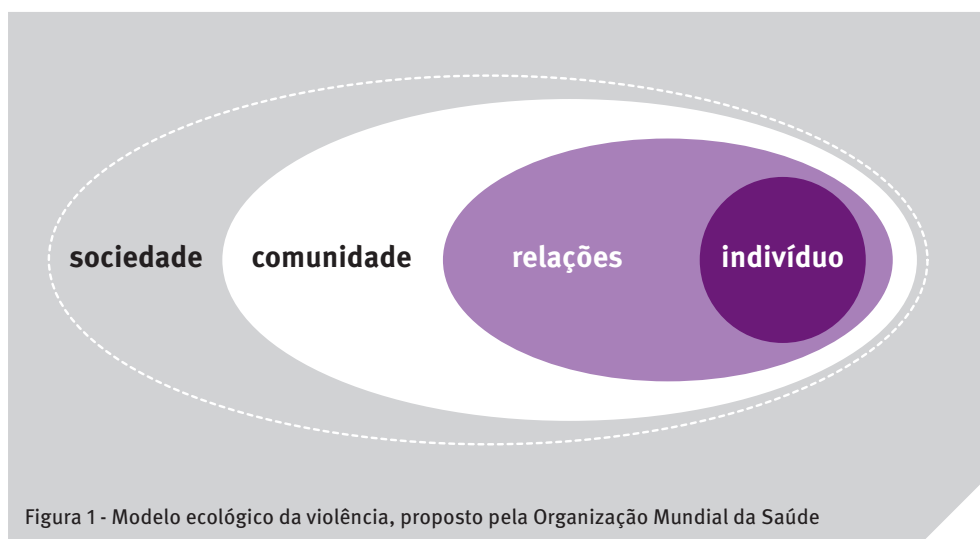 sociedade comunidade relações indivíduo
Figura 1 - Modelo ecológico da violência, proposto pela Organização Mundial da Saúde